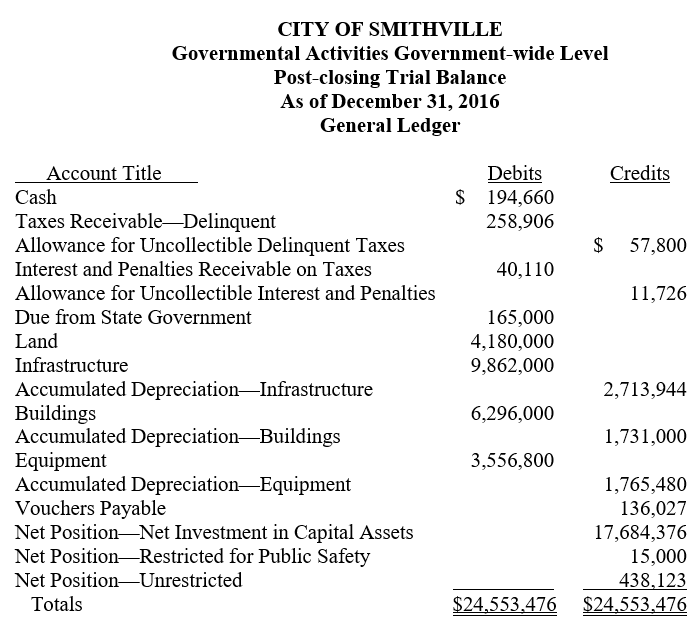 CITY OF SMITHVILLE
Governmental Activities Government-wide Level
Post-closing Trial Balance
As of December 31, 2016
General Ledger
Account Title Debits Credits
Cash $ 194,660
Taxes Receivable—Delinquent 258,906
Allowance for Uncollectible Delinquent Taxes $ 57,800
Interest and Penalties Receivable on Taxes 40,110
Allowance for Uncollectible Interest and Penalties 11,726
Due from State Government 165,000
Land 4,180,000
Infrastructure 9,862,000
Accumulated Depreciation—Infrastructure 2,713,944
Buildings 6,296,000
Accumulated Depreciation—Buildings 1,731,000
Equipment 3,556,800
Accumulated Depreciation—Equipment 1,765,480
Vouchers Payable 136,027
Net Position—Net Investment in Capital Assets 17,684,376
Net Position—Restricted for Public Safety 15,000
Net Position—Unrestricted 438,123
Totals $24,553,476 $24,553,476